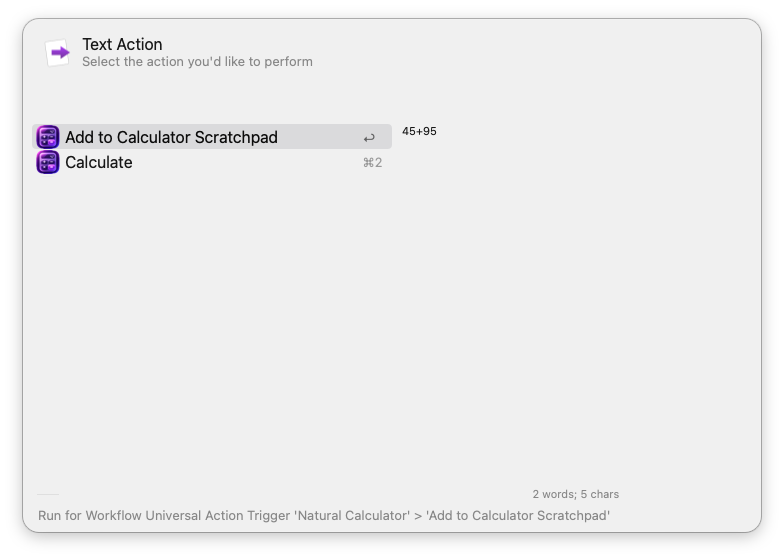 Text Action
Select the action you'd like to perform
Add to Calculator Scratchpad ↩ 45+95
Calculate ⌘2
2 words; 5 chars
Run for Workflow Universal Action Trigger 'Natural Calculator' > 'Add to Calculator Scratchpad'